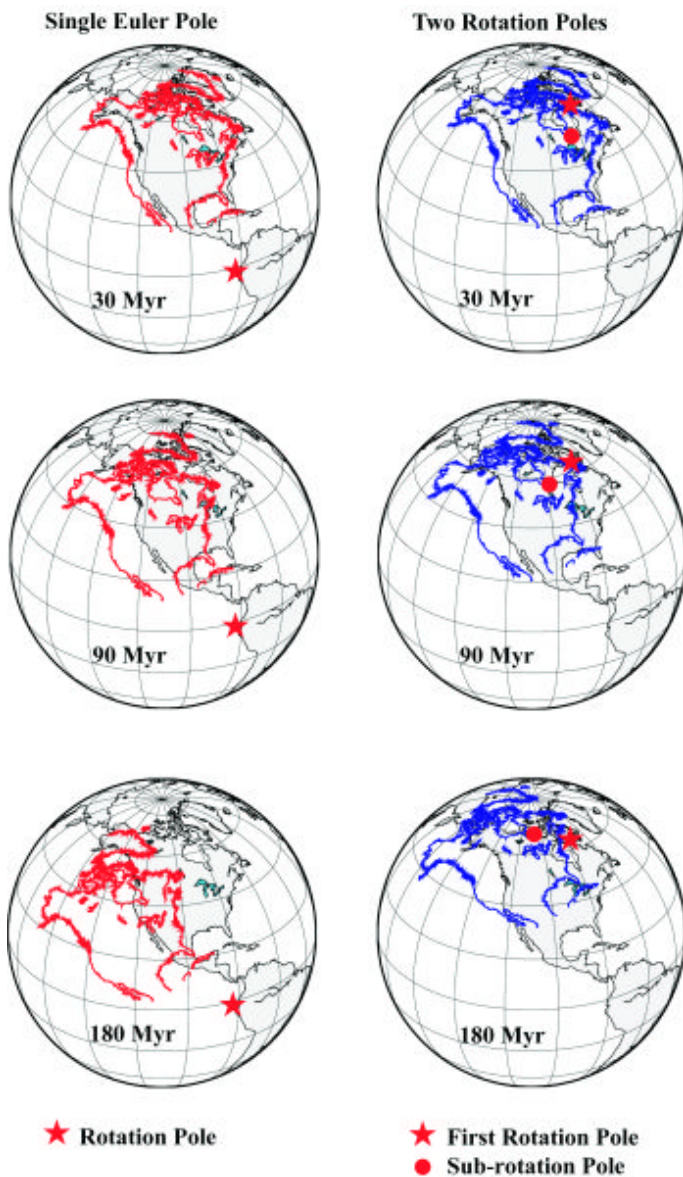 Single Euler Pole
Two Rotation Poles
30 Myr
30 Myr
90 Myr
90 Myr
180 Myr
180 Myr
Rotation Pole
First Rotation Pole
Sub-rotation Pole